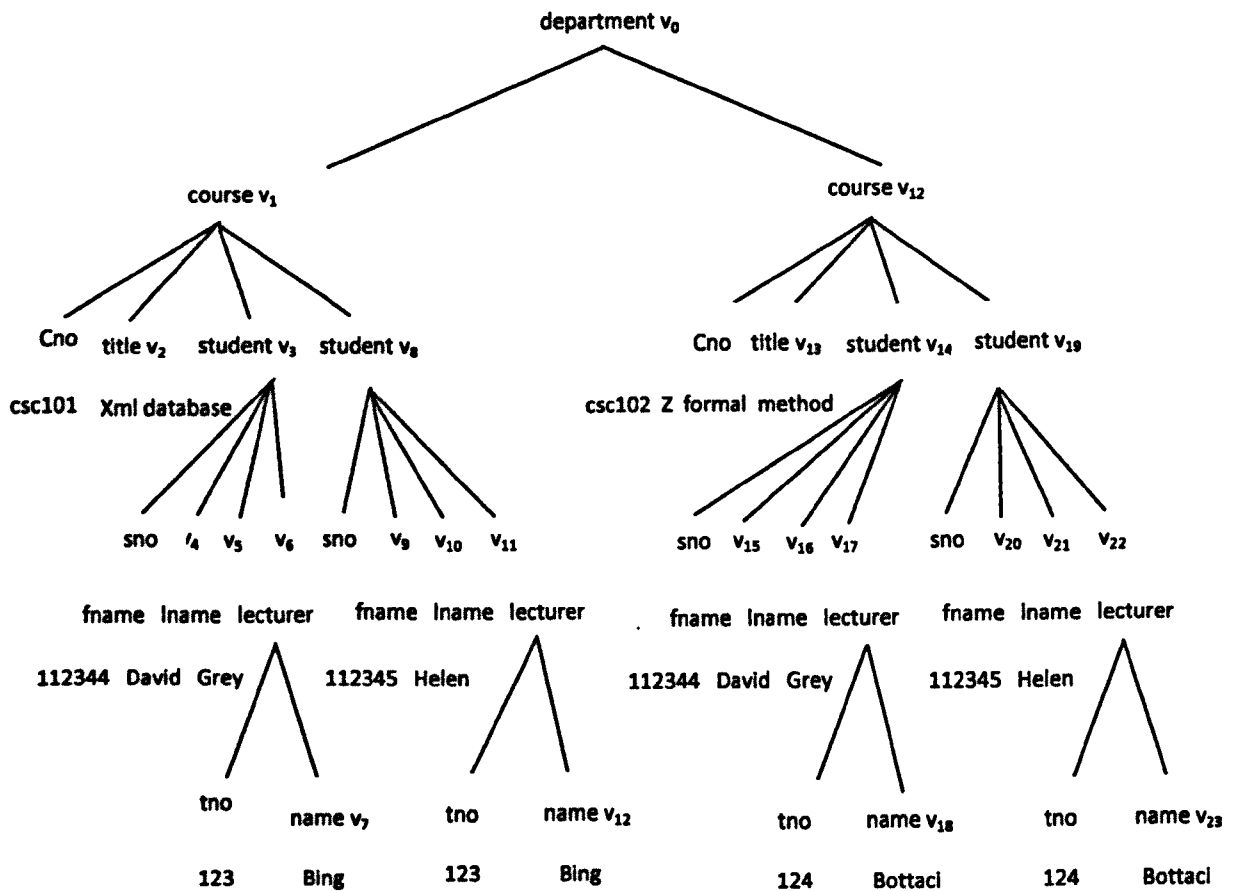 department v₀
course v₁ course v₁₂
Cno title v₂ student v₃ student v₈ Cno title v₁₃ student v₁₄ student v₁₉
csc101 Xml database csc102 Z formal method
sno v₅ v₆ sno v₉ v₁₀ v₁₁ sno v₁₅ v₁₆ v₁₇ sno v₂₀ v₂₁ v₂₂
fname lname lecturer fname lname lecturer fname lname lecturer fname lname lecturer
112344 David Grey 112345 Helen 112344 David Grey 112345 Helen
tno name v₇ tno name v₁₂ tno name v₁₈ tno name v₂₃
123 Bing 123 Bing 124 Bottaci 124 Bottaci